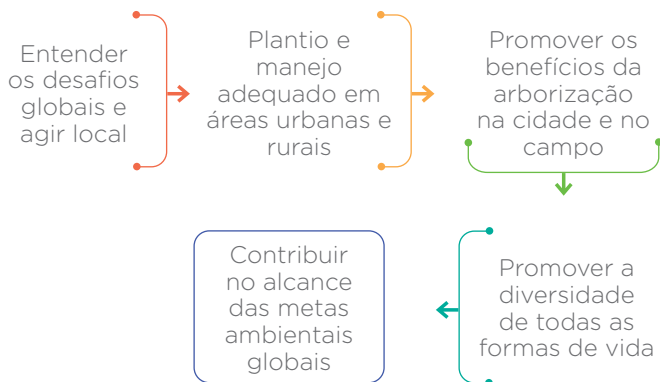 Entender
os desafios
globais e
agir local
Plantio e
manejo
adequado em
áreas urbanas e
rurais
Promover os
benefícios da
arborização
na cidade e no
campo
Promover a
diversidade
de todas as
formas de vida
Contribuir
no alcance
das metas
ambientais
globais